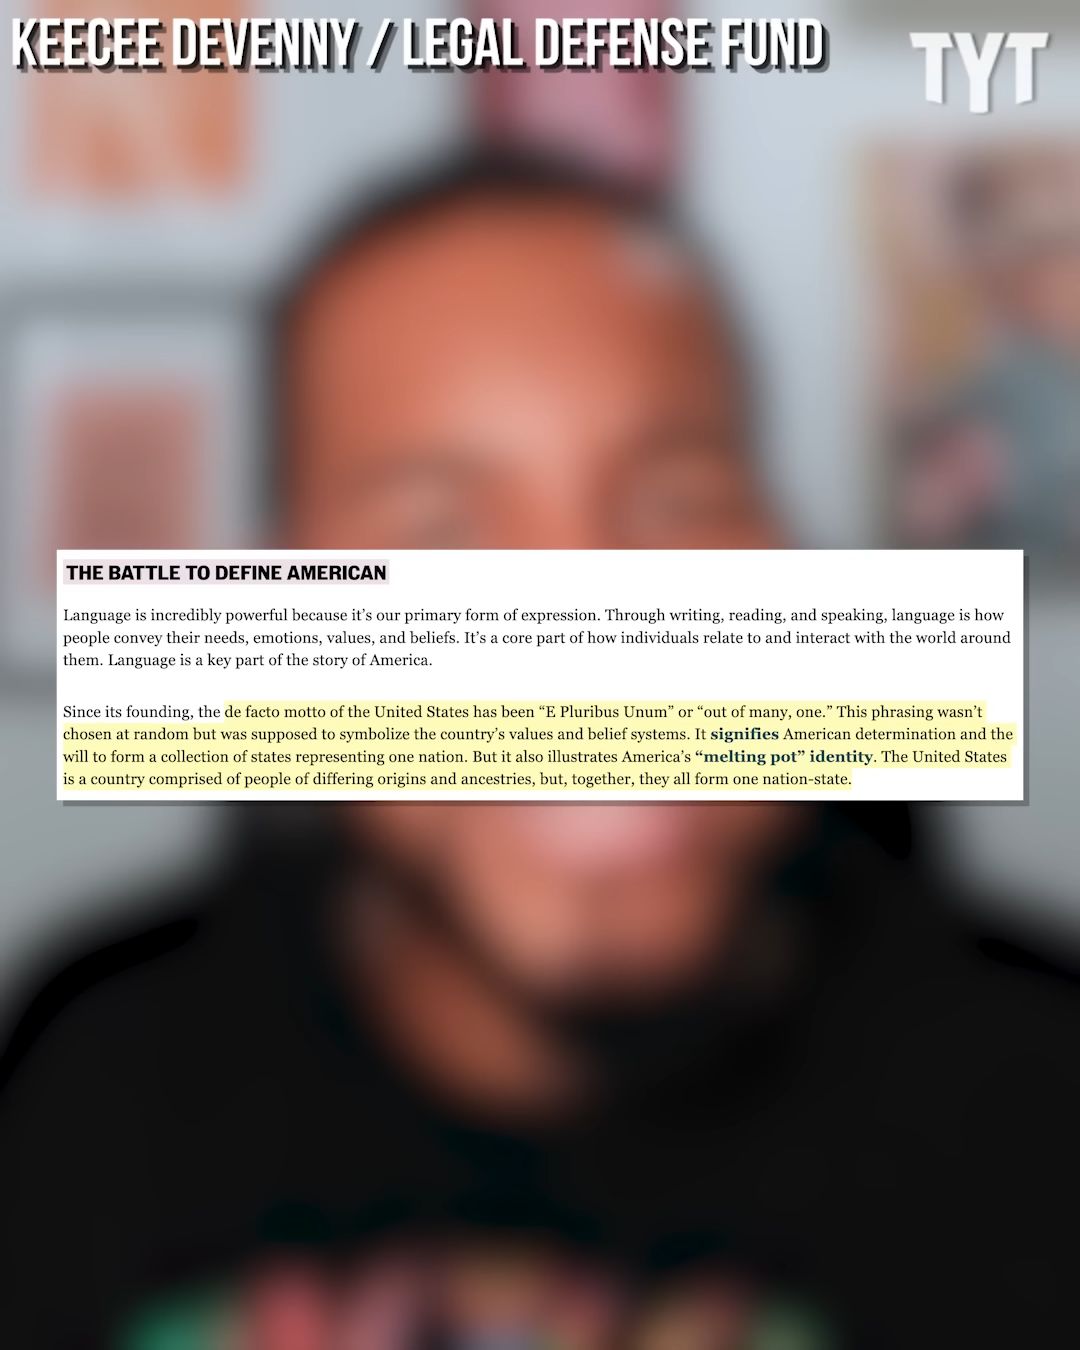 KEECEE DEVENNY / LEGAL DEFENSE FUND
TYT
THE BATTLE TO DEFINE AMERICAN
Language is incredibly powerful because it’s our primary form of expression. Through writing, reading, and speaking, language is how
people convey their needs, emotions, values, and beliefs. It’s a core part of how individuals relate to and interact with the world around
them. Language is a key part of the story of America.
Since its founding, the de facto motto of the United States has been “E Pluribus Unum” or “out of many, one.” This phrasing wasn’t
chosen at random but was supposed to symbolize the country’s values and belief systems. It signifies American determination and the
will to form a collection of states representing one nation. But it also illustrates America’s “melting pot” identity. The United States
is a country comprised of people of differing origins and ancestries, but, together, they all form one nation-state.